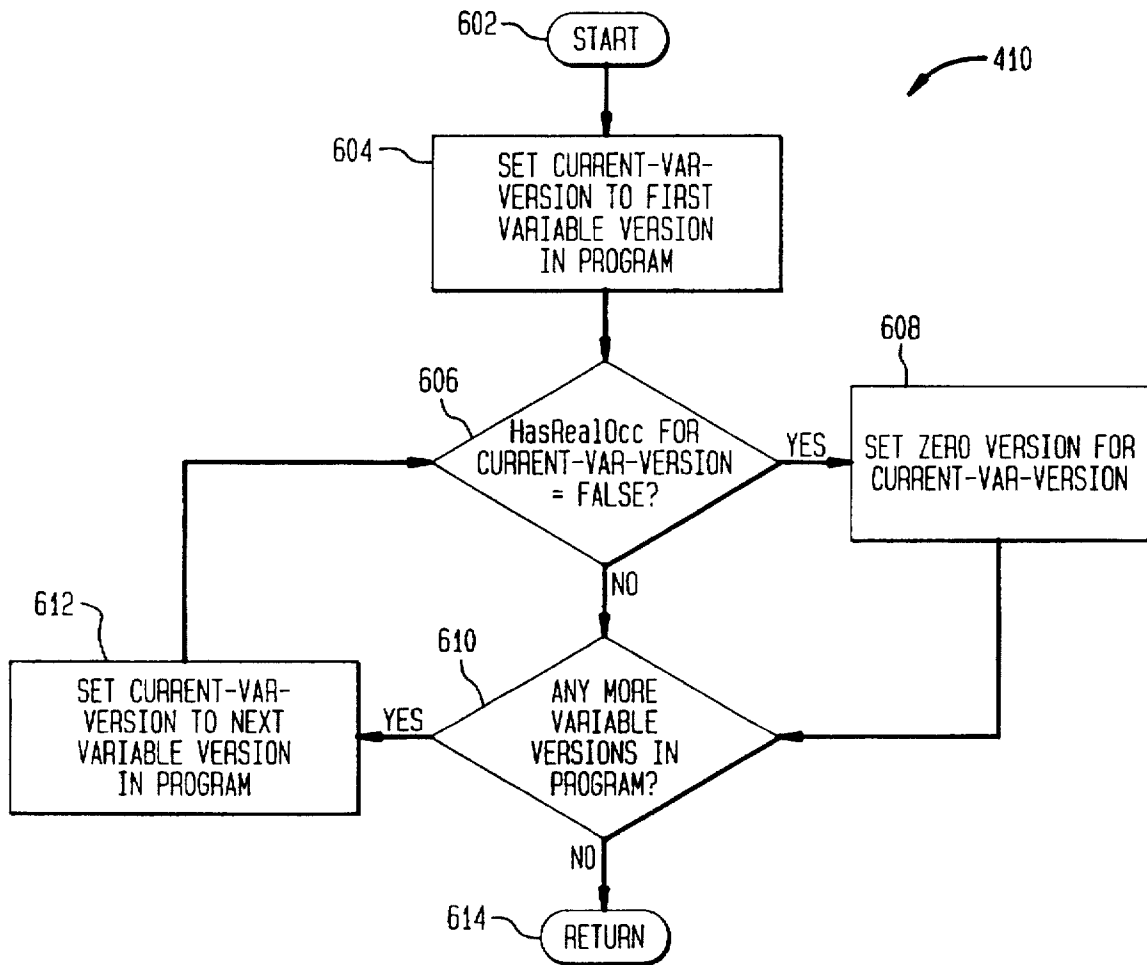 602
START
410
604
SET CURRENT-VAR-
VERSION TO FIRST
VARIABLE VERSION
IN PROGRAM
608
606
HasRealOcc FOR
CURRENT-VAR-VERSION
= FALSE?
YES
SET ZERO VERSION FOR
CURRENT-VAR-VERSION
NO
612
610
SET CURRENT-VAR-
VERSION TO NEXT
VARIABLE VERSION
IN PROGRAM
YES
ANY MORE
VARIABLE
VERSIONS IN
PROGRAM?
NO
614
RETURN